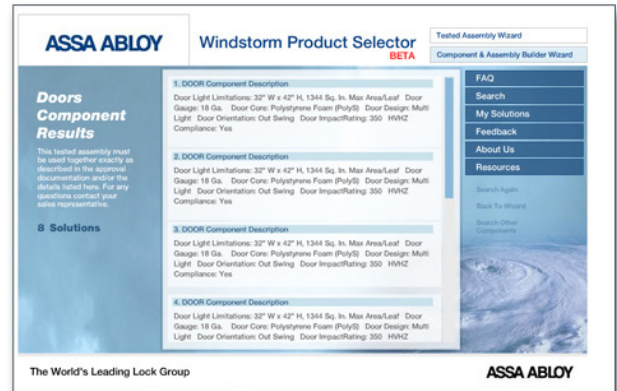 ASSA ABLOY
Windstorm Product Selector
BETA
Tested Assembly Wizard
Component & Assembly Builder Wizard
Doors
Component
Results
This tested assembly must
be used together exactly as
described in the approval
documentation and/or the
details listed here. For any
questions contact your
sales representative.
8 Solutions
1. DOOR Component Description
Door Light Limitations: 32" W x 42" H, 1344 Sq. In. Max Area/Leaf Door
Gauge: 18 Ga. Door Core: Polystyrene Foam (PolyS) Door Design: Multi
Light Door Orientation: Out Swing Door ImpactRating: 350 HVHZ
Compliance: Yes
2. DOOR Component Description
Door Light Limitations: 32" W x 42" H, 1344 Sq. In. Max Area/Leaf Door
Gauge: 18 Ga. Door Core: Polystyrene Foam (PolyS) Door Design: Multi
Light Door Orientation: Out Swing Door ImpactRating: 350 HVHZ
Compliance: Yes
3. DOOR Component Description
Door Light Limitations: 32" W x 42" H, 1344 Sq. In. Max Area/Leaf Door
Gauge: 18 Ga. Door Core: Polystyrene Foam (PolyS) Door Design: Multi
Light Door Orientation: Out Swing Door ImpactRating: 350 HVHZ
Compliance: Yes
4. DOOR Component Description
Door Light Limitations: 32" W x 42" H, 1344 Sq. In. Max Area/Leaf Door
Gauge: 18 Ga. Door Core: Polystyrene Foam (PolyS) Door Design: Multi
Light Door Orientation: Out Swing Door ImpactRating: 350 HVHZ
FAQ
Search
My Solutions
Feedback
About Us
Resources
Search Again
Back To Wizard
Search Other
Components
The World's Leading Lock Group
ASSA ABLOY